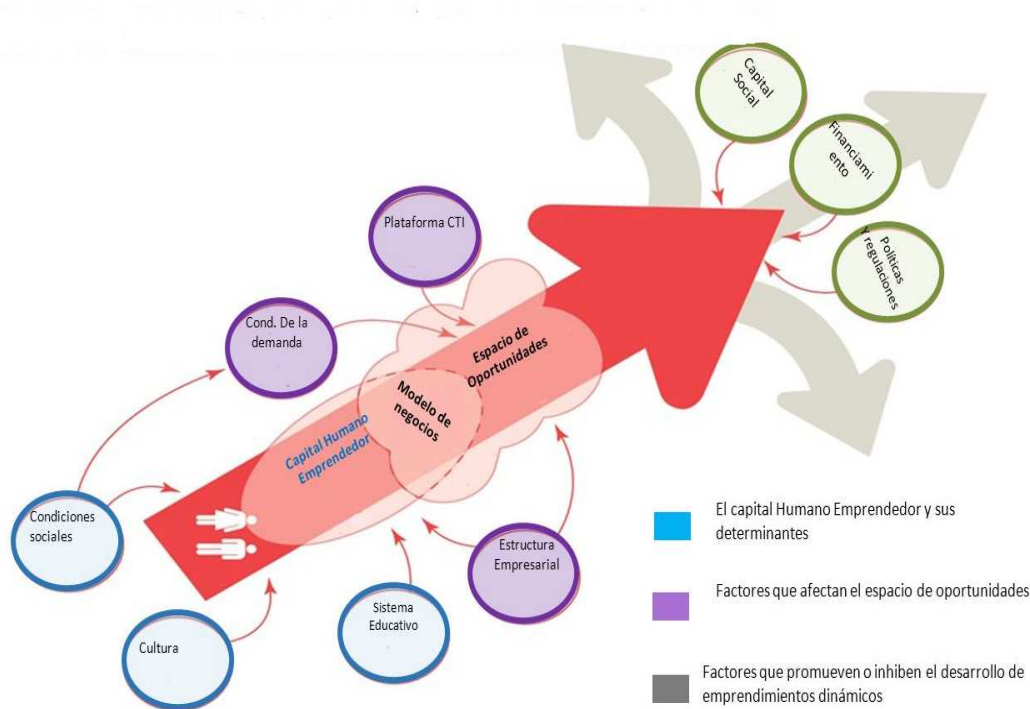 Capital
Social
Financiami
ento
Políticas
Y regulaciones
Plataforma CTI
Cond. De la
demanda
Espacio de
Oportunidades
Modelo de
negocios
Capital Humano
Emprendedor
Condiciones
sociales
Estructura
Empresarial
Sistema
Educativo
Cultura
El capital Humano Emprendedor y sus
determinantes
Factores que afectan el espacio de oportunidades
Factores que promueven o inhiben el desarrollo de
emprendimientos dinámicos